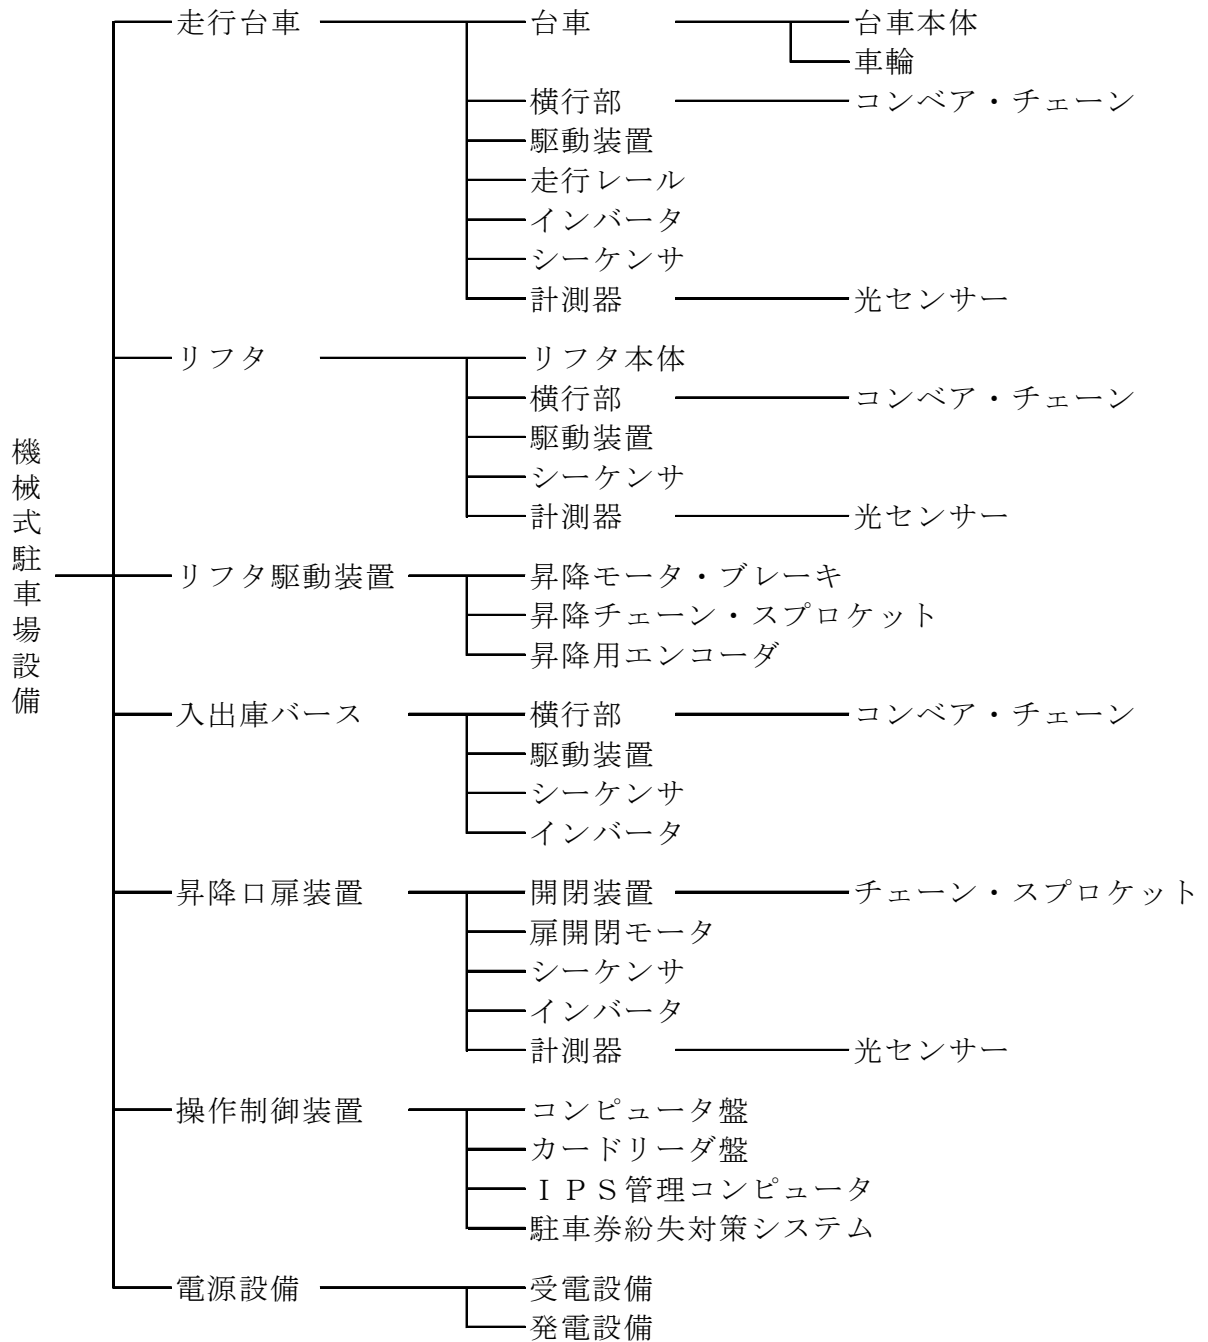 機械式駐車場設備
走行台車 台車 台車本体
車輪
横行部 コンベア・チェーン
駆動装置
走行レール
インバータ
シーケンサ
計測器 光センサー
リフタ リフタ本体
横行部 コンベア・チェーン
駆動装置
シーケンサ
計測器 光センサー
リフタ駆動装置 昇降モータ・ブレーキ
昇降チェーン・スプロケット
昇降用エンコーダ
入出庫バース 横行部 コンベア・チェーン
駆動装置
シーケンサ
インバータ
昇降口扉装置 開閉装置 チェーン・スプロケット
扉開閉モータ
シーケンサ
インバータ
計測器 光センサー
操作制御装置 コンピュータ盤
カードリーダ盤
ＩＰＳ管理コンピュータ
駐車券紛失対策システム
電源設備 受電設備
発電設備